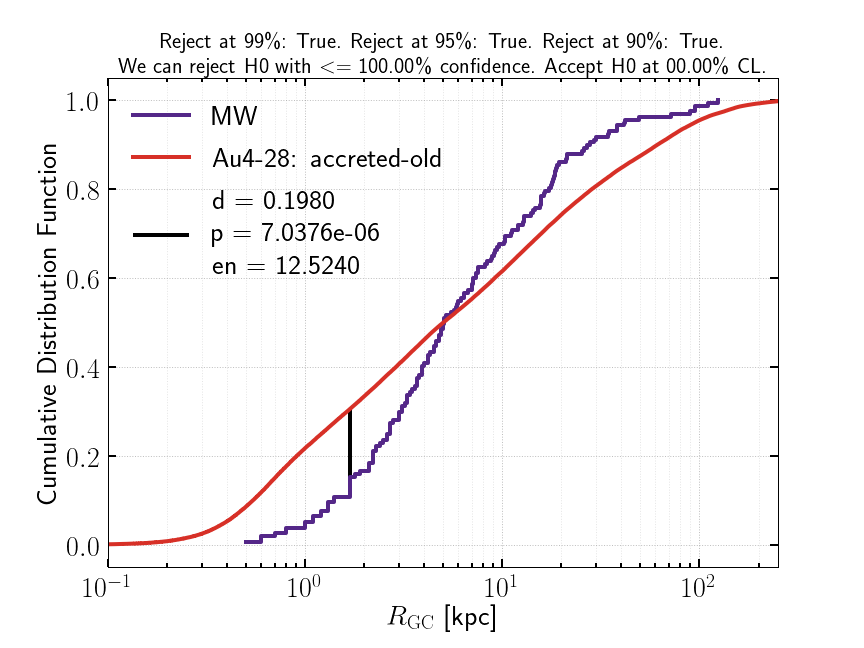 Reject at 99%: True. Reject at 95%: True. Reject at 90%: True.
We can reject H0 with <= 100.00% confidence. Accept H0 at 00.00% CL.
MW
Au4-28: accreted-old
d = 0.1980
p = 7.0376e-06
en = 12.5240
Cumulative Distribution Function
1.0
0.8
0.6
0.4
0.2
0.0
10⁻¹ 10⁰ 10¹ 10²
R_GC [kpc]